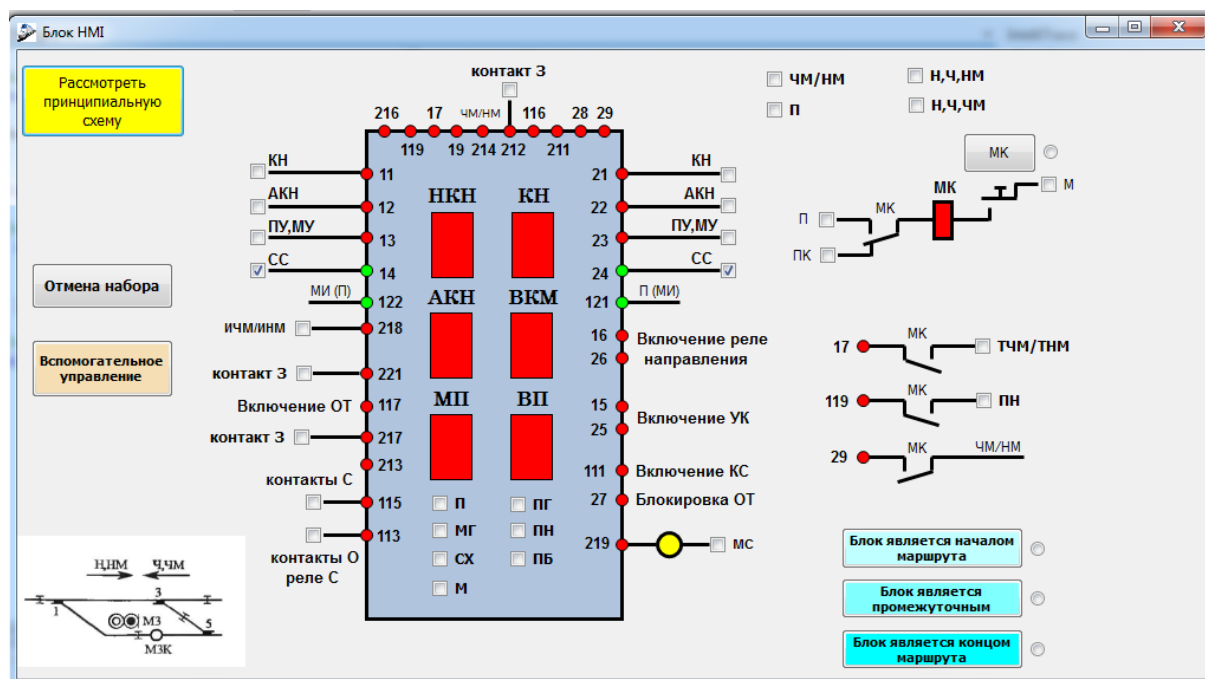 Блок HMI
Рассмотреть
принципиальную
схему
контакт З
ЧМ/НМ
Н,Ч,НМ
П
Н,Ч,ЧМ
216 17 ЧМ/НМ 116 28 29
119 19 214 212 211
МК
КН
11
21
КН
АКН
12
НКН КН
22
АКН
МК
М
ПУ,МУ
13
23
ПУ,МУ
П
МК
ПК
СС
14
24
СС
Отмена набора
МИ (П)
122
АКН ВКМ
121
П (МИ)
ИЧМ/ИНМ
218
16
Включение реле
направления
26
17
МК
ТЧМ/ТНМ
Вспомогательное
управление
контакт З
221
МП ВП
119
МК
ПН
Включение ОТ
117
15
Включение УК
25
контакт З
217
29
МК
ЧМ/НМ
213
111
Включение КС
контакты С
115
П ПГ
27
Блокировка ОТ
113
МГ ПН
219
МС
контакты О
реле С
СХ ПБ
М
Блок является началом
маршрута
Блок является
промежуточным
Блок является концом
маршрута
Н,НМ Ч,ЧМ
1
3
МЗ
5
МЗК